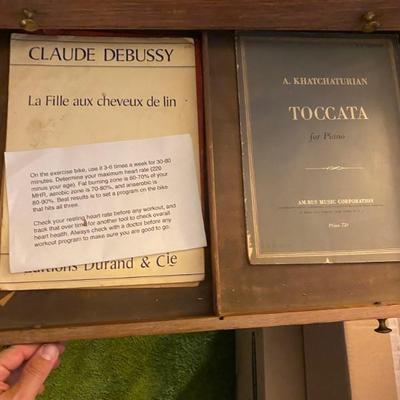 CLAUDE DEBUSSY
La Fille aux cheveux de lin
On the exercise bike, use it 3-6 times a week for 30-60
minutes. Determine your maximum heart rate (220
minus your age). Fat burning zone is 60-70% of your
MHR, aerobic zone is 70-80%, and anaerobic is
80-90%. Beat results is to set a program on the bike
that hits all three.
Check your resting heart rate before any workout, and
track that over time for another tool to check overall
heart health. Always check with a doctor before any
workout program to make sure you are good to go.
Editions Durand & Cie
A. KHATCHATURIAN
TOCCATA
for Piano
AM-RUS MUSIC CORPORATION